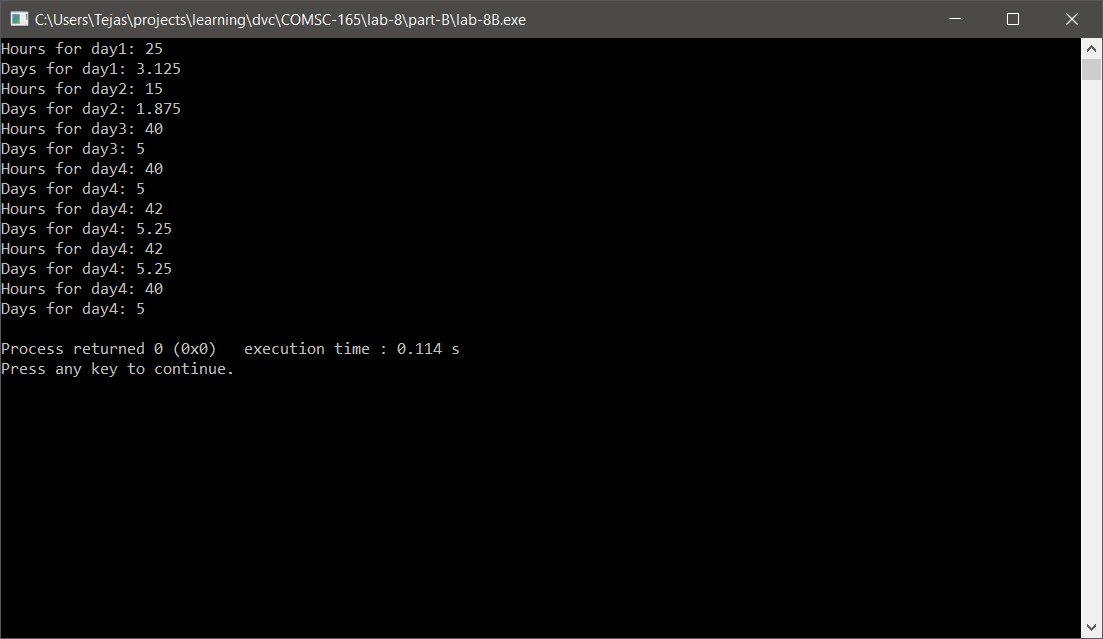 C:\Users\Tejas\projects\learning\dvc\COMSC-165\lab-8\part-B\lab-8B.exe
Hours for day1: 25
Days for day1: 3.125
Hours for day2: 15
Days for day2: 1.875
Hours for day3: 40
Days for day3: 5
Hours for day4: 40
Days for day4: 5
Hours for day4: 42
Days for day4: 5.25
Hours for day4: 42
Days for day4: 5.25
Hours for day4: 40
Days for day4: 5
Process returned 0 (0x0)   execution time : 0.114 s
Press any key to continue.